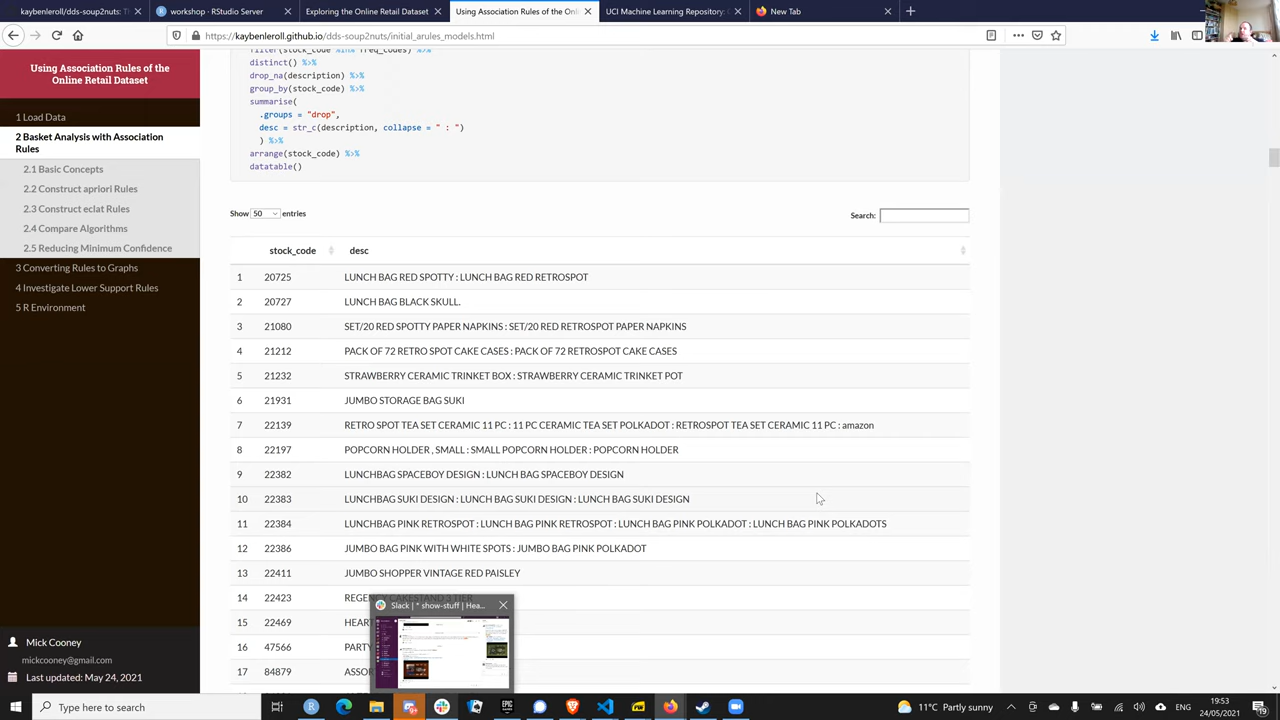 kaybenleroll/dds-soup2nuts: R
workshop - RStudio Server
Exploring the Online Retail Dataset
Using Association Rules of the Onl
UCI Machine Learning Repository: O
New Tab
https://kaybenleroll.github.io/dds-soup2nuts/initial_arules_models.html
Using Association Rules of the
Online Retail Dataset
1 Load Data
2 Basket Analysis with Association
Rules
2.1 Basic Concepts
2.2 Construct apriori Rules
2.3 Construct eclat Rules
2.4 Compare Algorithms
2.5 Reducing Minimum Confidence
3 Converting Rules to Graphs
4 Investigate Lower Support Rules
5 R Environment
filter(stock_code %in% freq_codes) %>%
distinct() %>%
drop_na(description) %>%
group_by(stock_code) %>%
summarise(
.groups = "drop",
desc = str_c(description, collapse = " : ")
) %>%
arrange(stock_code) %>%
datatable()
Show 50 entries
Search:
stock_code desc
1 20725 LUNCH BAG RED SPOTTY : LUNCH BAG RED RETROSPOT
2 20727 LUNCH BAG BLACK SKULL.
3 21080 SET/20 RED SPOTTY PAPER NAPKINS : SET/20 RED RETROSPOT PAPER NAPKINS
4 21212 PACK OF 72 RETRO SPOT CAKE CASES : PACK OF 72 RETROSPOT CAKE CASES
5 21232 STRAWBERRY CERAMIC TRINKET BOX : STRAWBERRY CERAMIC TRINKET POT
6 21931 JUMBO STORAGE BAG SUKI
7 22139 RETRO SPOT TEA SET CERAMIC 11 PC : 11 PC CERAMIC TEA SET POLKADOT : RETROSPOT TEA SET CERAMIC 11 PC : amazon
8 22197 POPCORN HOLDER , SMALL : SMALL POPCORN HOLDER : POPCORN HOLDER
9 22382 LUNCHBAG SPACEBOY DESIGN : LUNCH BAG SPACEBOY DESIGN
10 22383 LUNCHBAG SUKI DESIGN : LUNCH BAG SUKI DESIGN : LUNCH BAG SUKI DESIGN
11 22384 LUNCHBAG PINK RETROSPOT : LUNCH BAG PINK RETROSPOT : LUNCH BAG PINK POLKADOT : LUNCH BAG PINK POLKADOTS
12 22386 JUMBO BAG PINK WITH WHITE SPOTS : JUMBO BAG PINK POLKADOT
13 22411 JUMBO SHOPPER VINTAGE RED PAISLEY
14 22423 REGENCY CAKESTAND 3 TIER
15 22469 HEAR
16 47566 PARTY
17 84879 ASSO
Slack | * show-stuff | Hea...
Mick Cooney
mickcooney@gmail.com
Last updated: May 24, 2021
Type here to search
11°C Partly sunny
19:53
24/05/2021